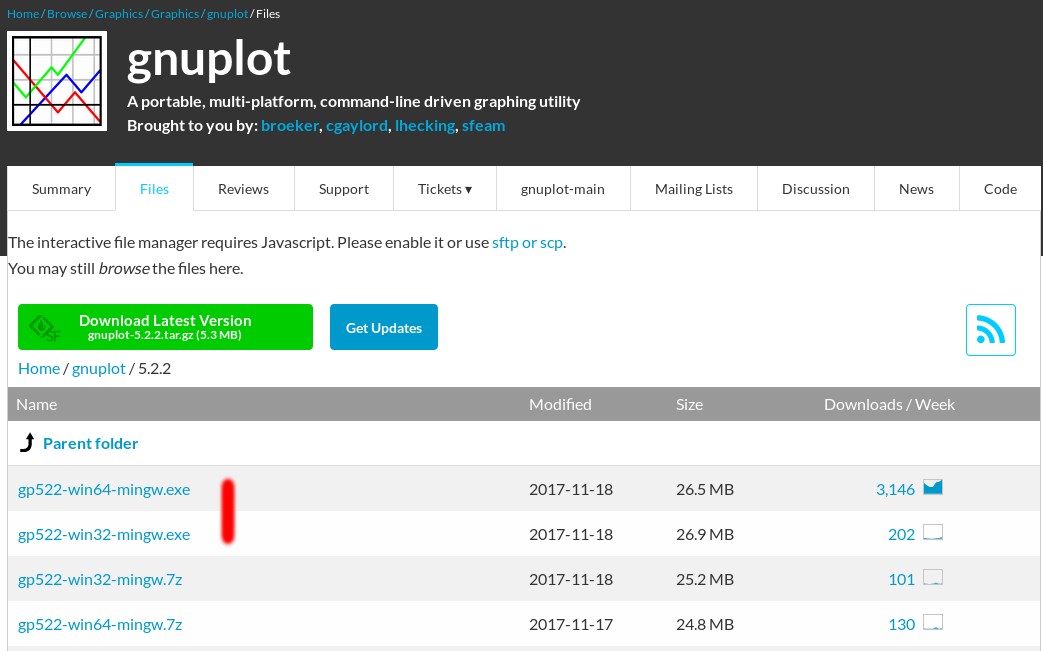 Home / Browse / Graphics / Graphics / gnuplot / Files
gnuplot
A portable, multi-platform, command-line driven graphing utility
Brought to you by: broeker, cgaylord, lhecking, sfeam
Summary Files Reviews Support Tickets ▾ gnuplot-main Mailing Lists Discussion News Code
The interactive file manager requires Javascript. Please enable it or use sftp or scp.
You may still browse the files here.
Download Latest Version
gnuplot-5.2.2.tar.gz (5.3 MB)
SF
Get Updates
Home / gnuplot / 5.2.2
Name Modified Size Downloads / Week
Parent folder
gp522-win64-mingw.exe 2017-11-18 26.5 MB 3,146
gp522-win32-mingw.exe 2017-11-18 26.9 MB 202
gp522-win32-mingw.7z 2017-11-18 25.2 MB 101
gp522-win64-mingw.7z 2017-11-17 24.8 MB 130